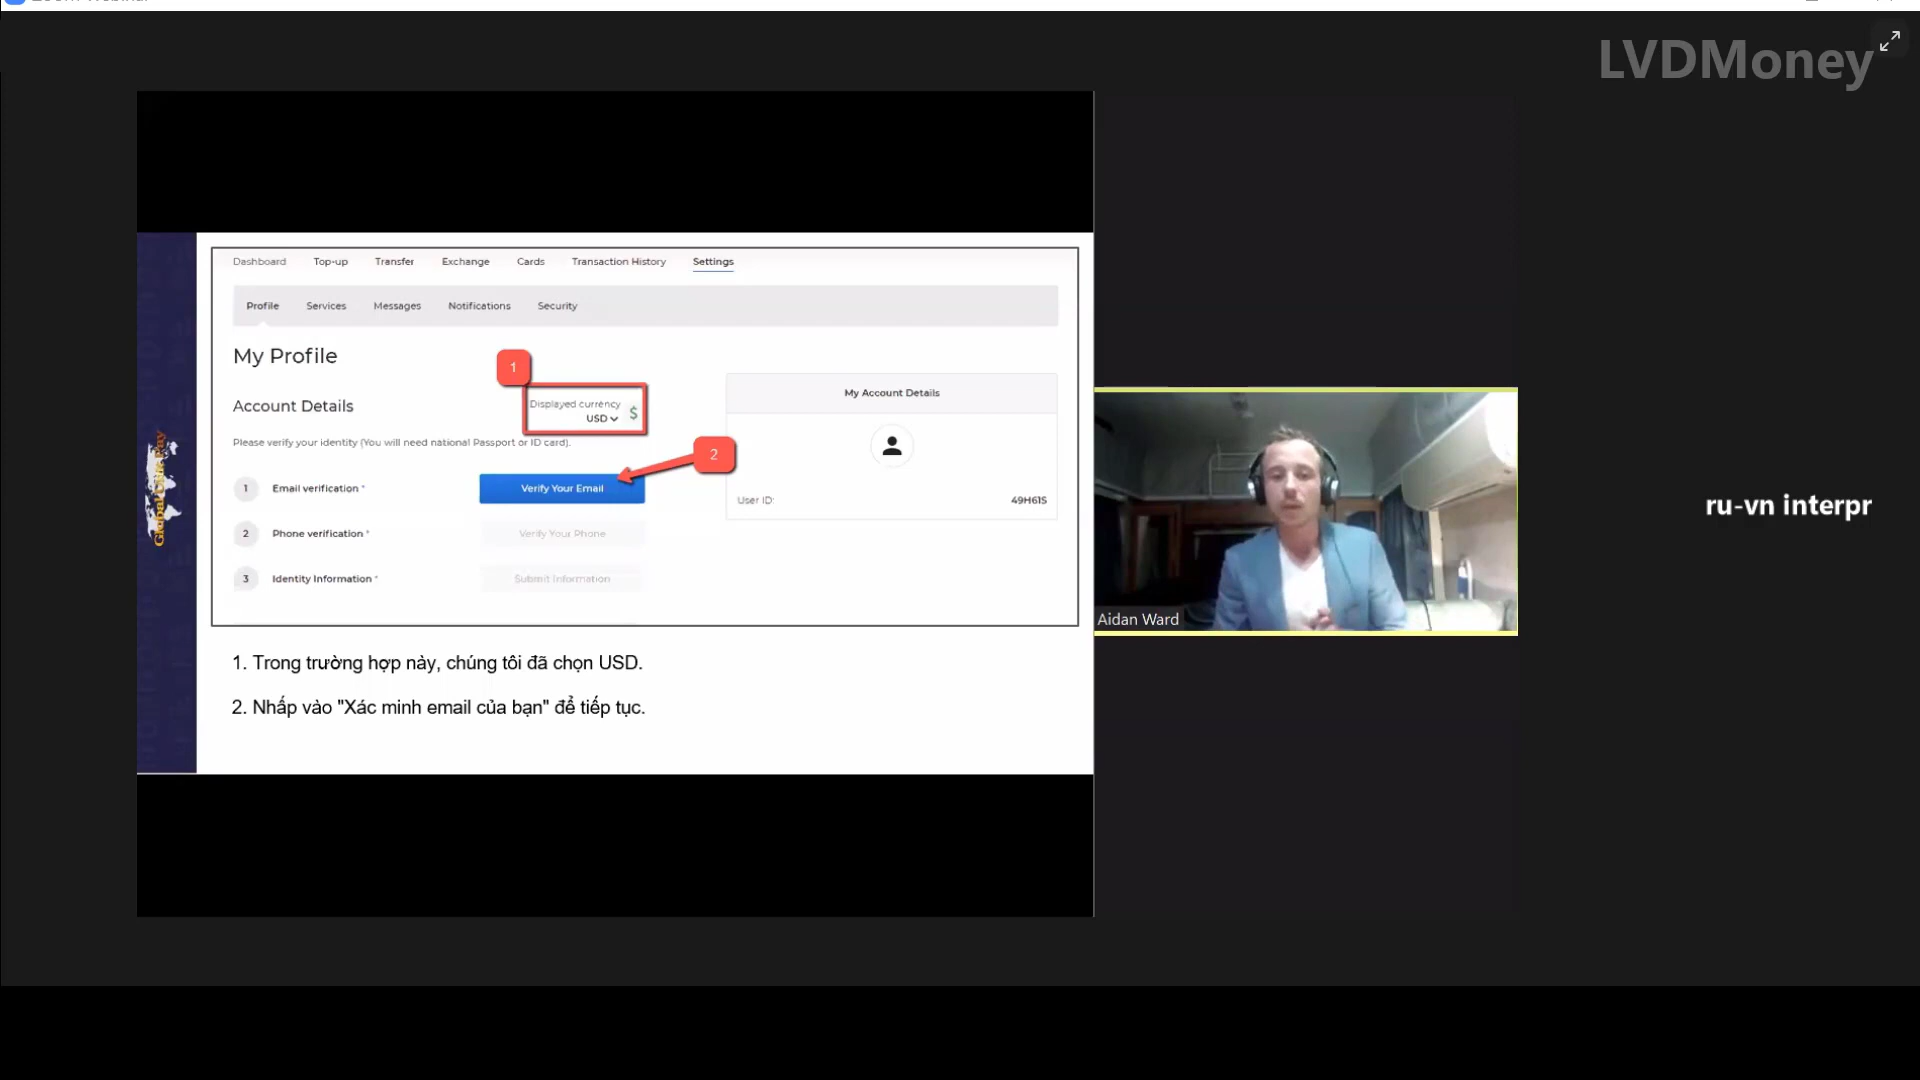 LVDMoney
Dashboard Top-up Transfer Exchange Cards Transaction History Settings
Profile Services Messages Notifications Security
My Profile
1
Account Details
Displayed currency
USD $
Please verify your identity (You will need national Passport or ID card).
2
1 Email verification * Verify Your Email
2 Phone verification * Verify Your Phone
3 Identity Information * Submit Information
My Account Details
User ID: 49H61S
1. Trong trường hợp này, chúng tôi đã chọn USD.
2. Nhấp vào "Xác minh email của bạn" để tiếp tục.
Aidan Ward
ru-vn interpr